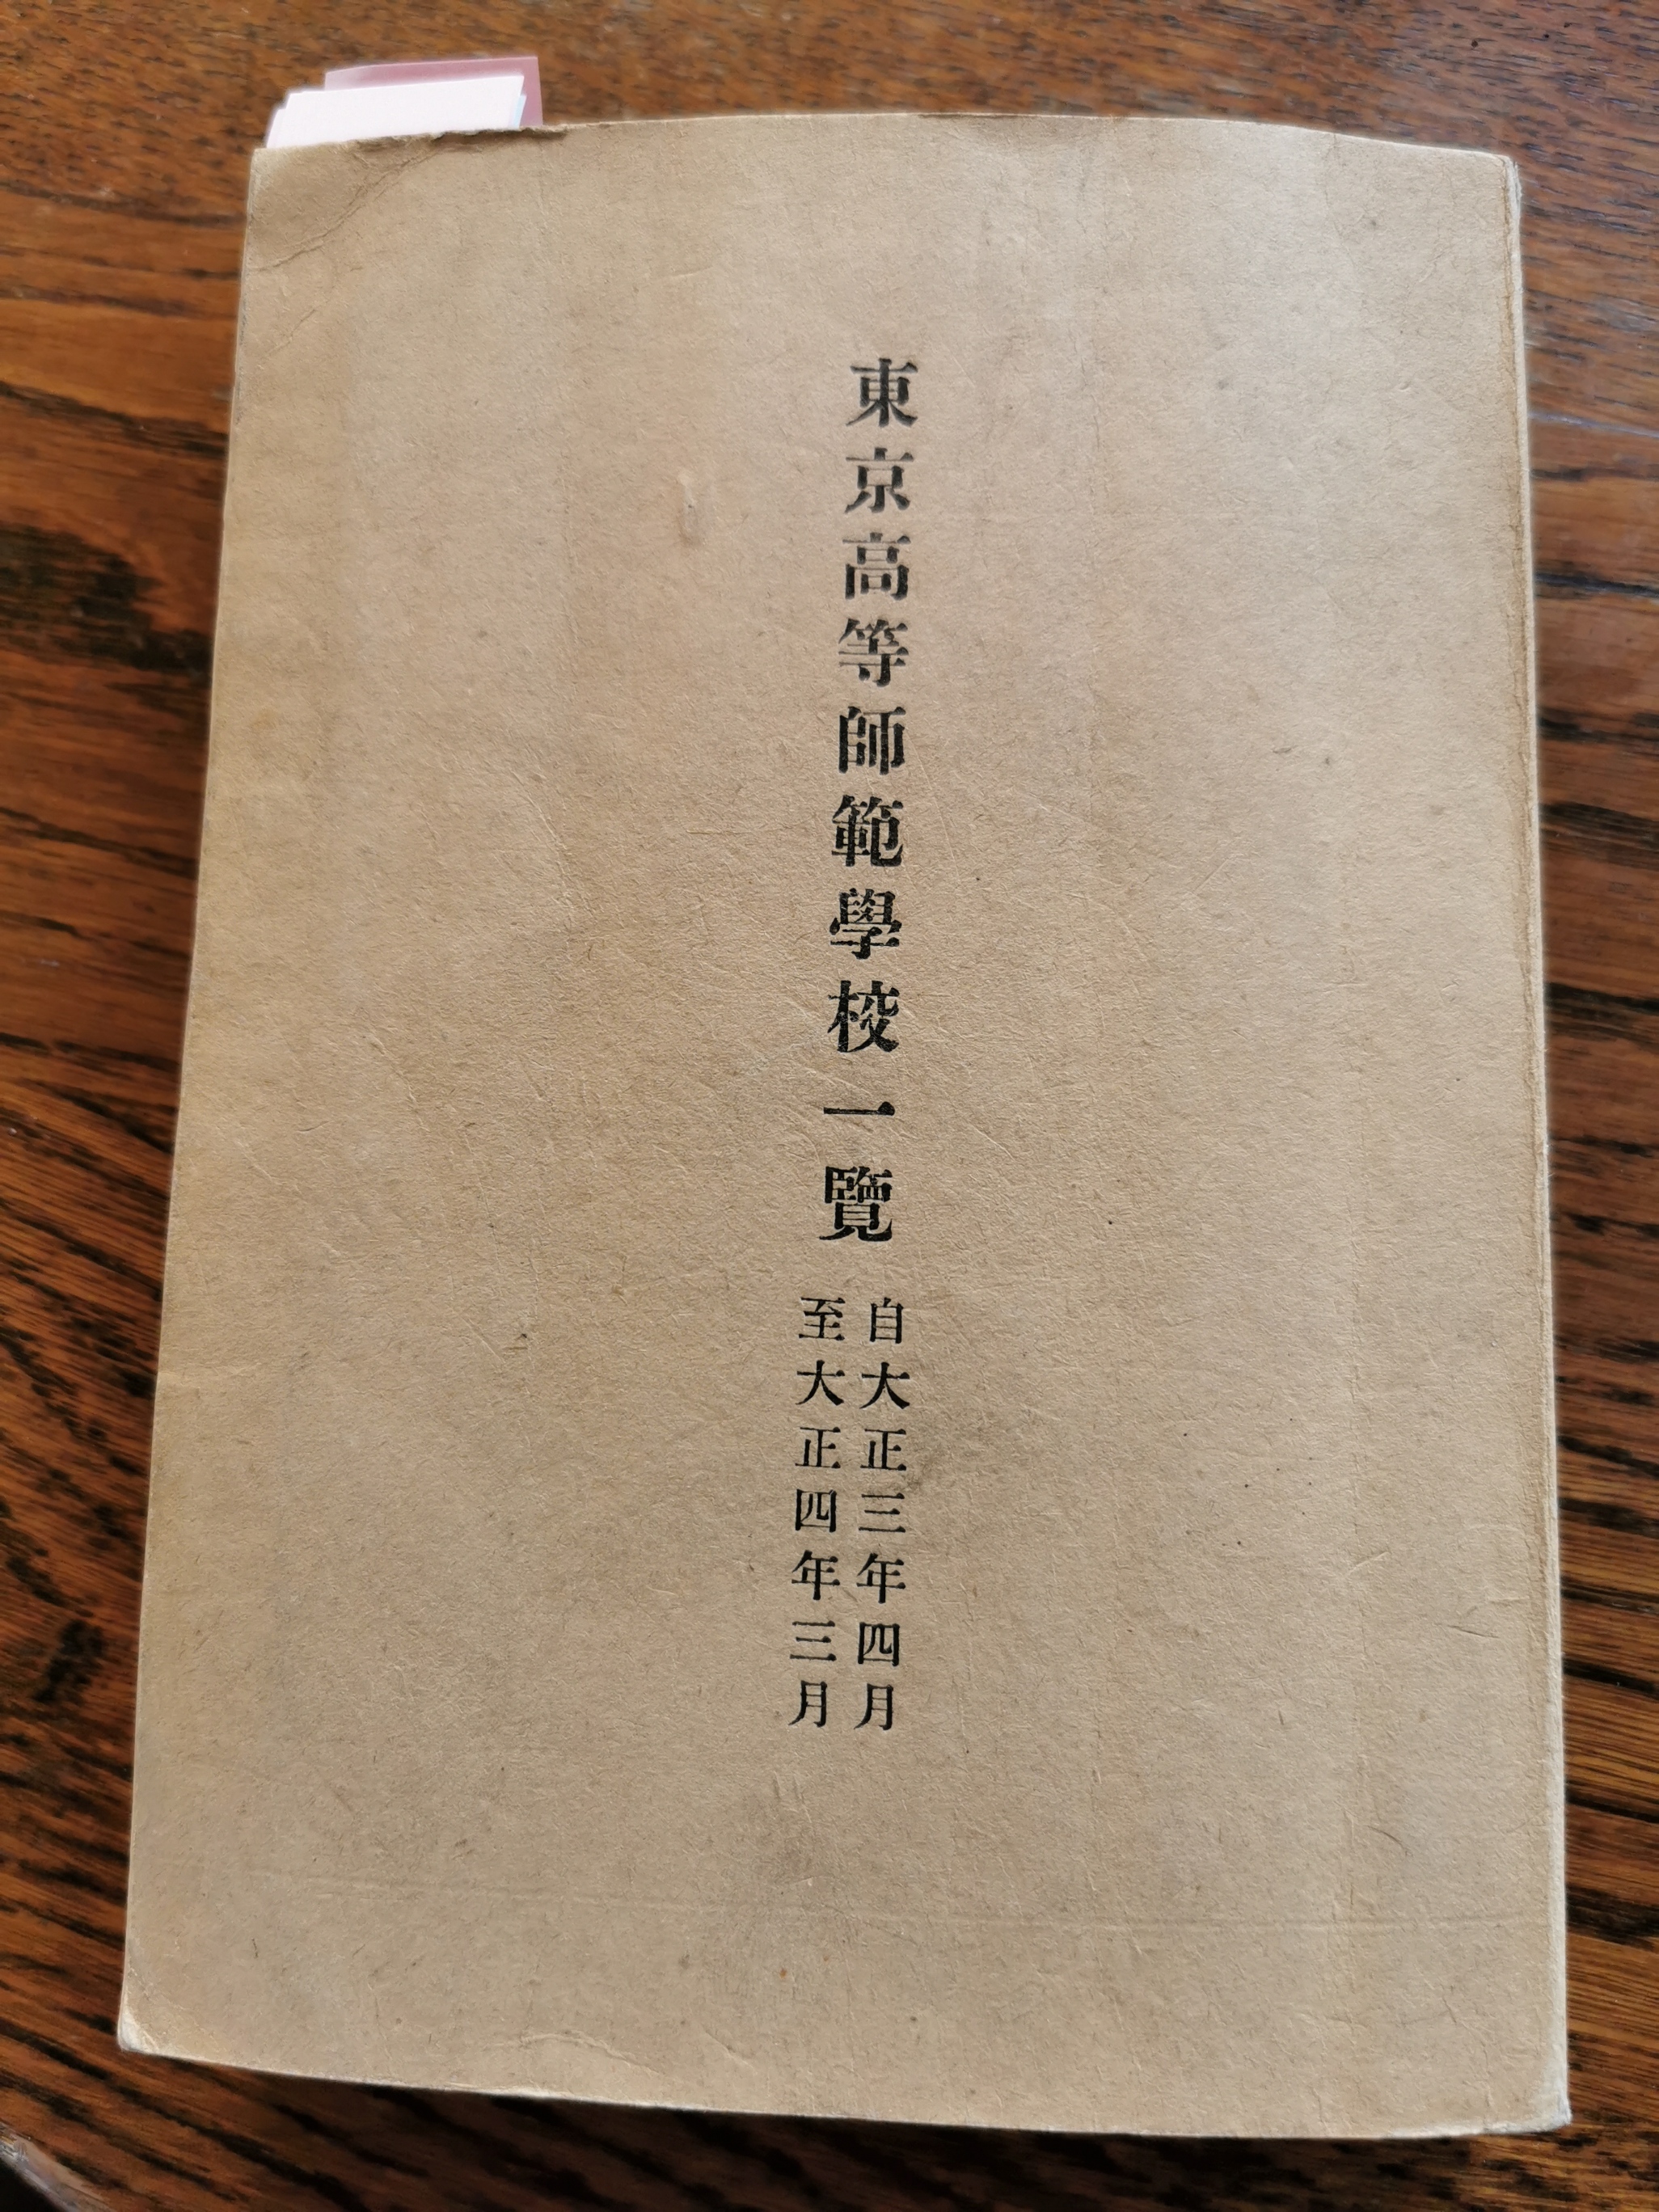 東京高等師範學校一覽
自大正三年四月
至大正四年三月